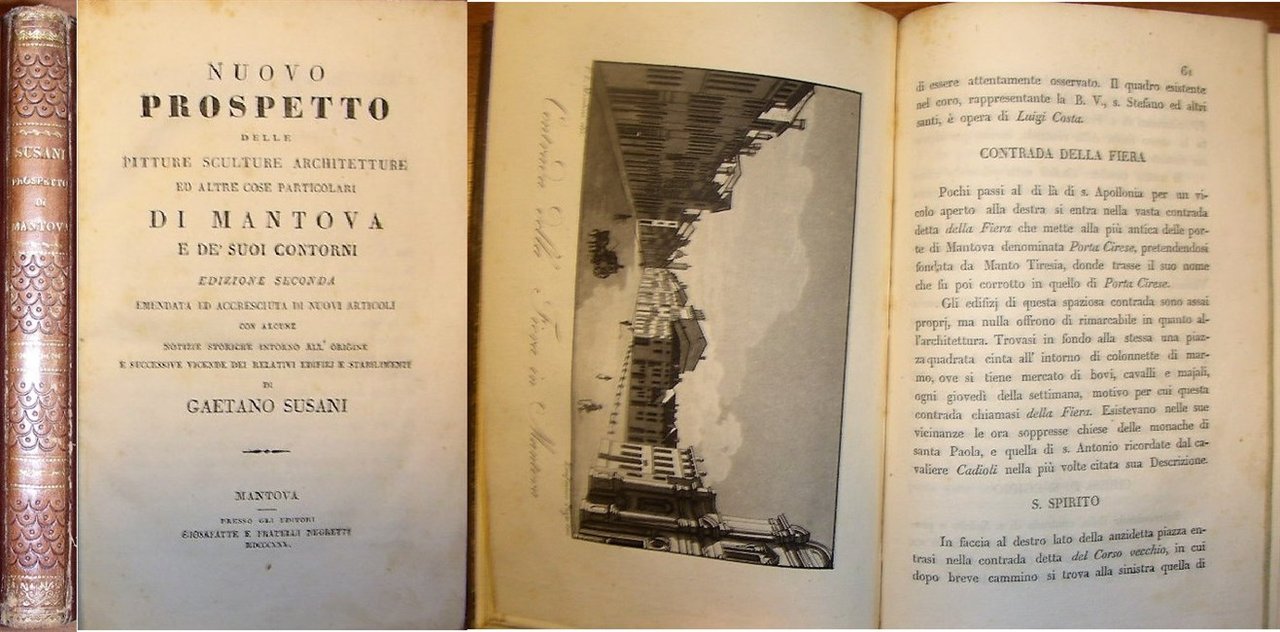 SUSANI
PROSPETTO
DI
MANTOVA
NUOVO
PROSPETTO
DELLE
PITTURE SCULTURE ARCHITETTURE
ED ALTRE COSE PARTICOLARI
DI MANTOVA
E DE' SUOI CONTORNI
EDIZIONE SECONDA
EMENDATA ED ACCRESCIUTA DI NUOVI ARTICOLI
CON ALCUNE
NOTIZIE STORICHE INTORNO ALL' ORIGINE
E SUCCESSIVE VICENDE DEI RELATIVI EDIFIZJ E STABILIMENTI
DI
GAETANO SUSANI
MANTOVA
PRESSO GLI EDITORI
GIOSAFATTE E FRATELLI NEGRETTI
MDCCCXXX.
Contorno della Fiera in Mantova
61
di essere attentamente osservato. Il quadro esistente
nel coro, rappresentante la B. V., s. Stefano ed altri
santi, è opera di Luigi Costa.
CONTRADA DELLA FIERA
Pochi passi al di là di s. Apollonia per un vi-
colo aperto alla destra si entra nella vasta contrada
detta della Fiera che mette alla più antica delle por-
te di Mantova denominata Porta Cirese, pretendendosi
fondata da Manto Tiresia, donde trasse il suo nome
che fu poi corrotto in quello di Porta Cirese.
Gli edifizj di questa spaziosa contrada sono assai
proprj, ma nulla offrono di rimarcabile in quanto al-
l'architettura. Trovasi in fondo alla stessa una piaz-
za quadrata cinta all' intorno di colonnette di mar-
mo, ove si tiene mercato di bovi, cavalli e majali,
ogni giovedì della settimana, motivo per cui questa
contrada chiamasi della Fiera. Esistevano nelle sue
vicinanze le ora soppresse chiese delle monache di
santa Paola, e quella di s. Antonio ricordate dal ca-
valiere Cadioli nella più volte citata sua Descrizione.
S. SPIRITO
In faccia al destro lato della anzidetta piazza en-
trasi nella contrada detta del Corso vecchio, in cui
dopo breve cammino si trova alla sinistra quella di